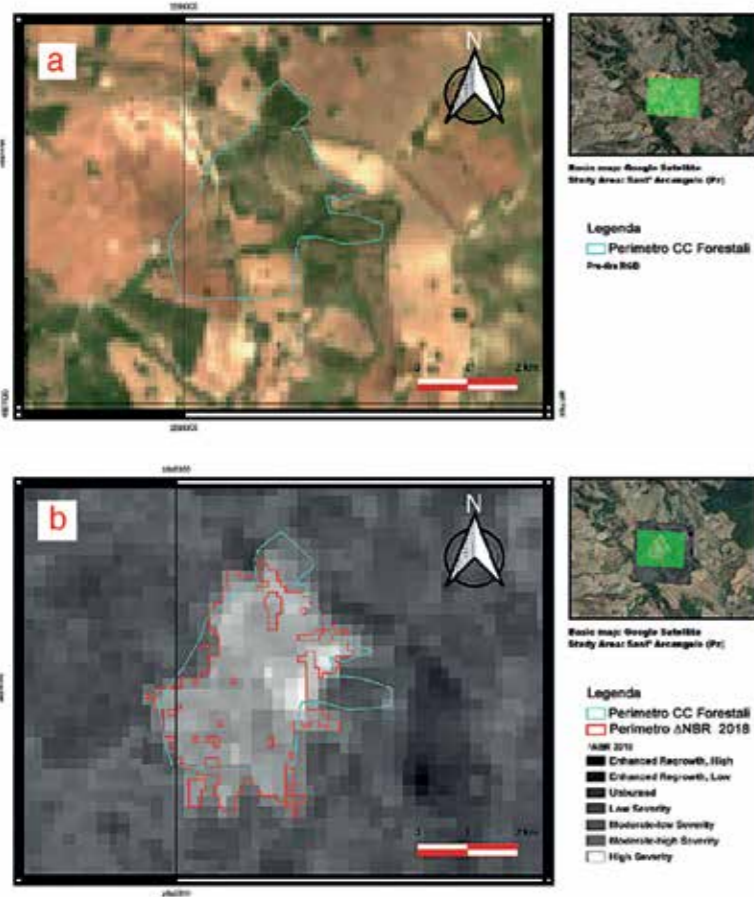 a
N
2 km
Basic map: Google Satellite
Study Area: Sant' Arcangelo (Pz)
Legenda
Perimetro CC Forestali
RGB
b
N
2 km
Basic map: Google Satellite
Study Area: Sant' Arcangelo (Pz)
Legenda
Perimetro CC Forestali
Perimetro ΔNBR 2018
2018
Enhanced Regrowth, High
Enhanced Regrowth, Low
Unburned
Low Severity
Moderate-low Severity
Moderate-high Severity
High Severity